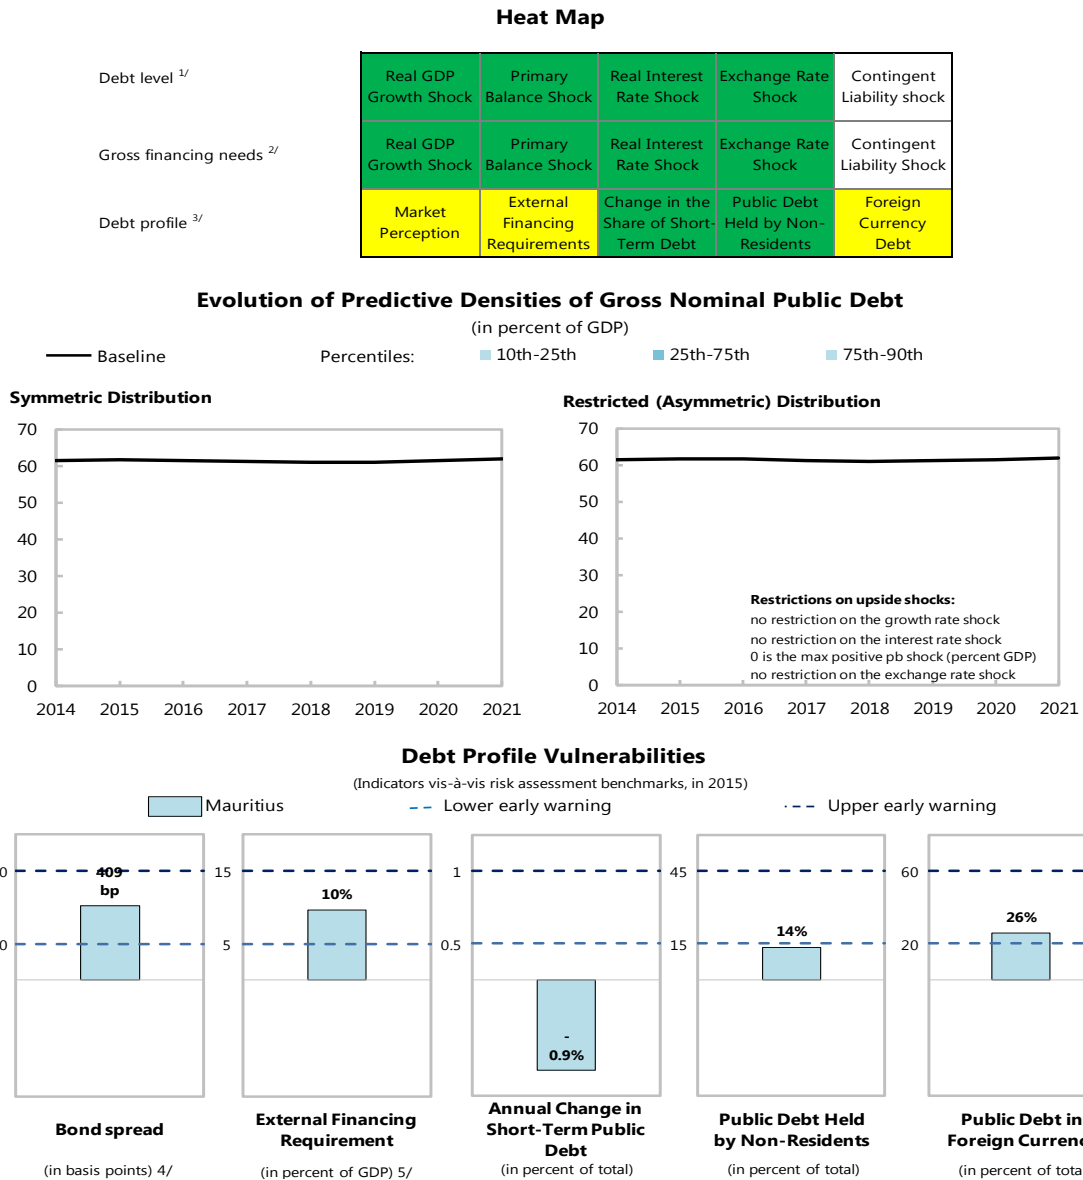 Heat Map
Debt level 1/
Real GDP Growth Shock
Primary Balance Shock
Real Interest Rate Shock
Exchange Rate Shock
Contingent Liability shock
Gross financing needs 2/
Real GDP Growth Shock
Primary Balance Shock
Real Interest Rate Shock
Exchange Rate Shock
Contingent Liability Shock
Debt profile 3/
Market Perception
External Financing Requirements
Change in the Share of Short-Term Debt
Public Debt Held by Non-Residents
Foreign Currency Debt
Evolution of Predictive Densities of Gross Nominal Public Debt
(in percent of GDP)
Baseline Percentiles: 10th-25th 25th-75th 75th-90th
Symmetric Distribution
70
60
50
40
30
20
10
0
2014 2015 2016 2017 2018 2019 2020 2021
Restricted (Asymmetric) Distribution
70
60
50
40
30
20
10
0
Restrictions on upside shocks:
no restriction on the growth rate shock
no restriction on the interest rate shock
0 is the max positive pb shock (percent GDP)
no restriction on the exchange rate shock
2014 2015 2016 2017 2018 2019 2020 2021
Debt Profile Vulnerabilities
(Indicators vis-à-vis risk assessment benchmarks, in 2015)
Mauritius Lower early warning Upper early warning
0
0
409
bp
Bond spread
(in basis points) 4/
15
5
10%
External Financing
Requirement
(in percent of GDP) 5/
1
0.5
-
0.9%
Annual Change in
Short-Term Public
Debt
(in percent of total)
45
15
14%
Public Debt Held
by Non-Residents
(in percent of total)
60
20
26%
Public Debt in
Foreign
(in percent of